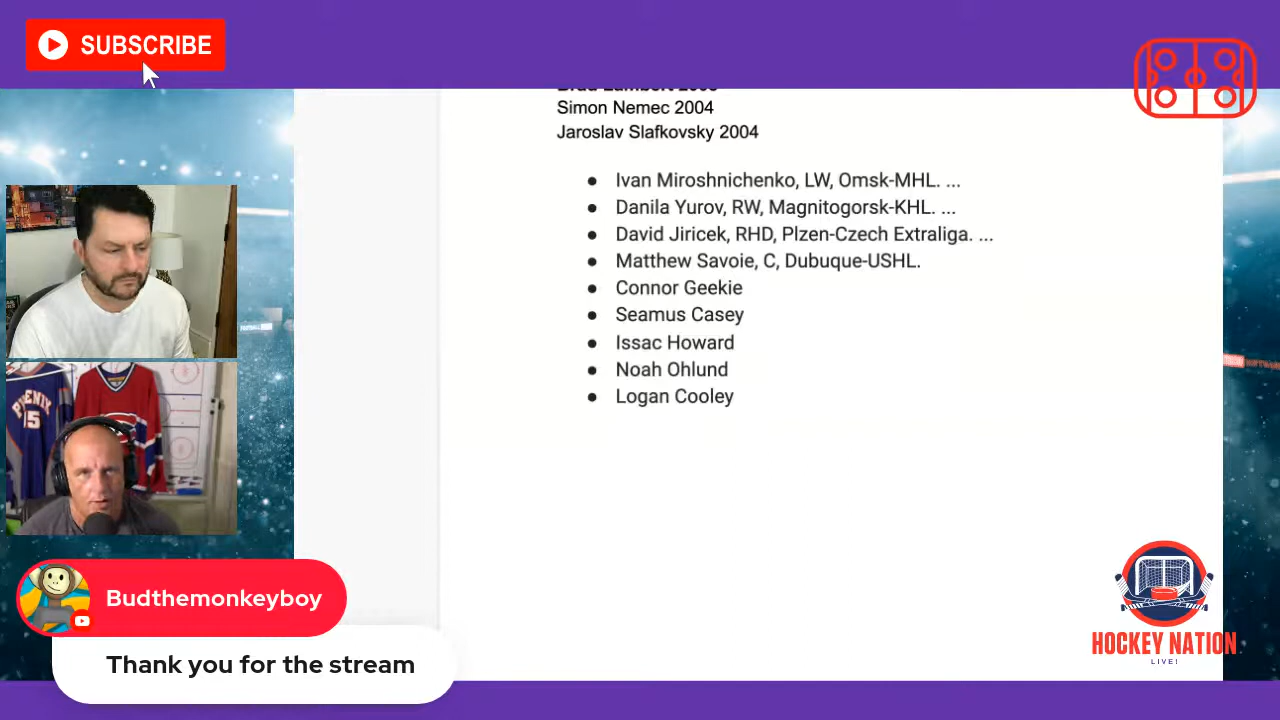 SUBSCRIBE
Simon Nemec 2004
Jaroslav Slafkovsky 2004
● Ivan Miroshnichenko, LW, Omsk-MHL. ...
● Danila Yurov, RW, Magnitogorsk-KHL. ...
● David Jiricek, RHD, Plzen-Czech Extraliga. ...
● Matthew Savoie, C, Dubuque-USHL.
● Connor Geekie
● Seamus Casey
● Issac Howard
● Noah Ohlund
● Logan Cooley
Budthemonkeyboy
Thank you for the stream
HOCKEY NATION
LIVE!